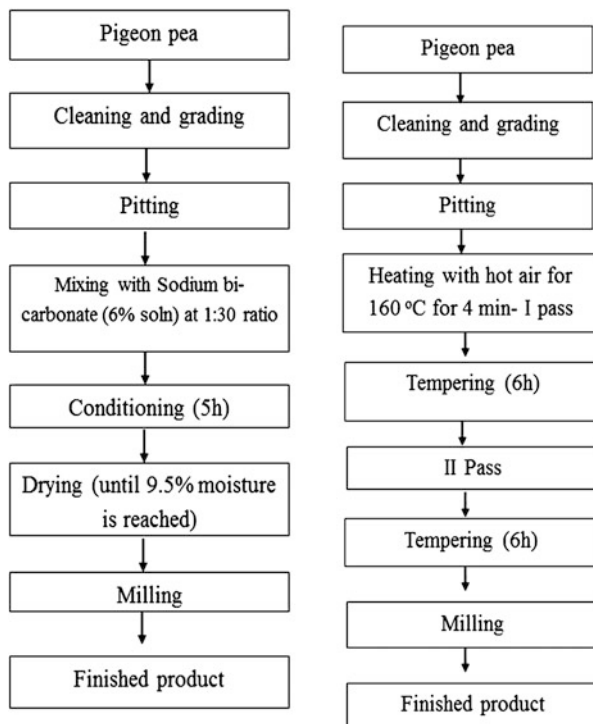 Pigeon pea
Cleaning and grading
Pitting
Mixing with Sodium bi-
carbonate (6% soln) at 1:30 ratio
Conditioning (5h)
Drying (until 9.5% moisture
is reached)
Milling
Finished product
Pigeon pea
Cleaning and grading
Pitting
Heating with hot air for
160 ⁰C for 4 min- I pass
Tempering (6h)
II Pass
Tempering (6h)
Milling
Finished product